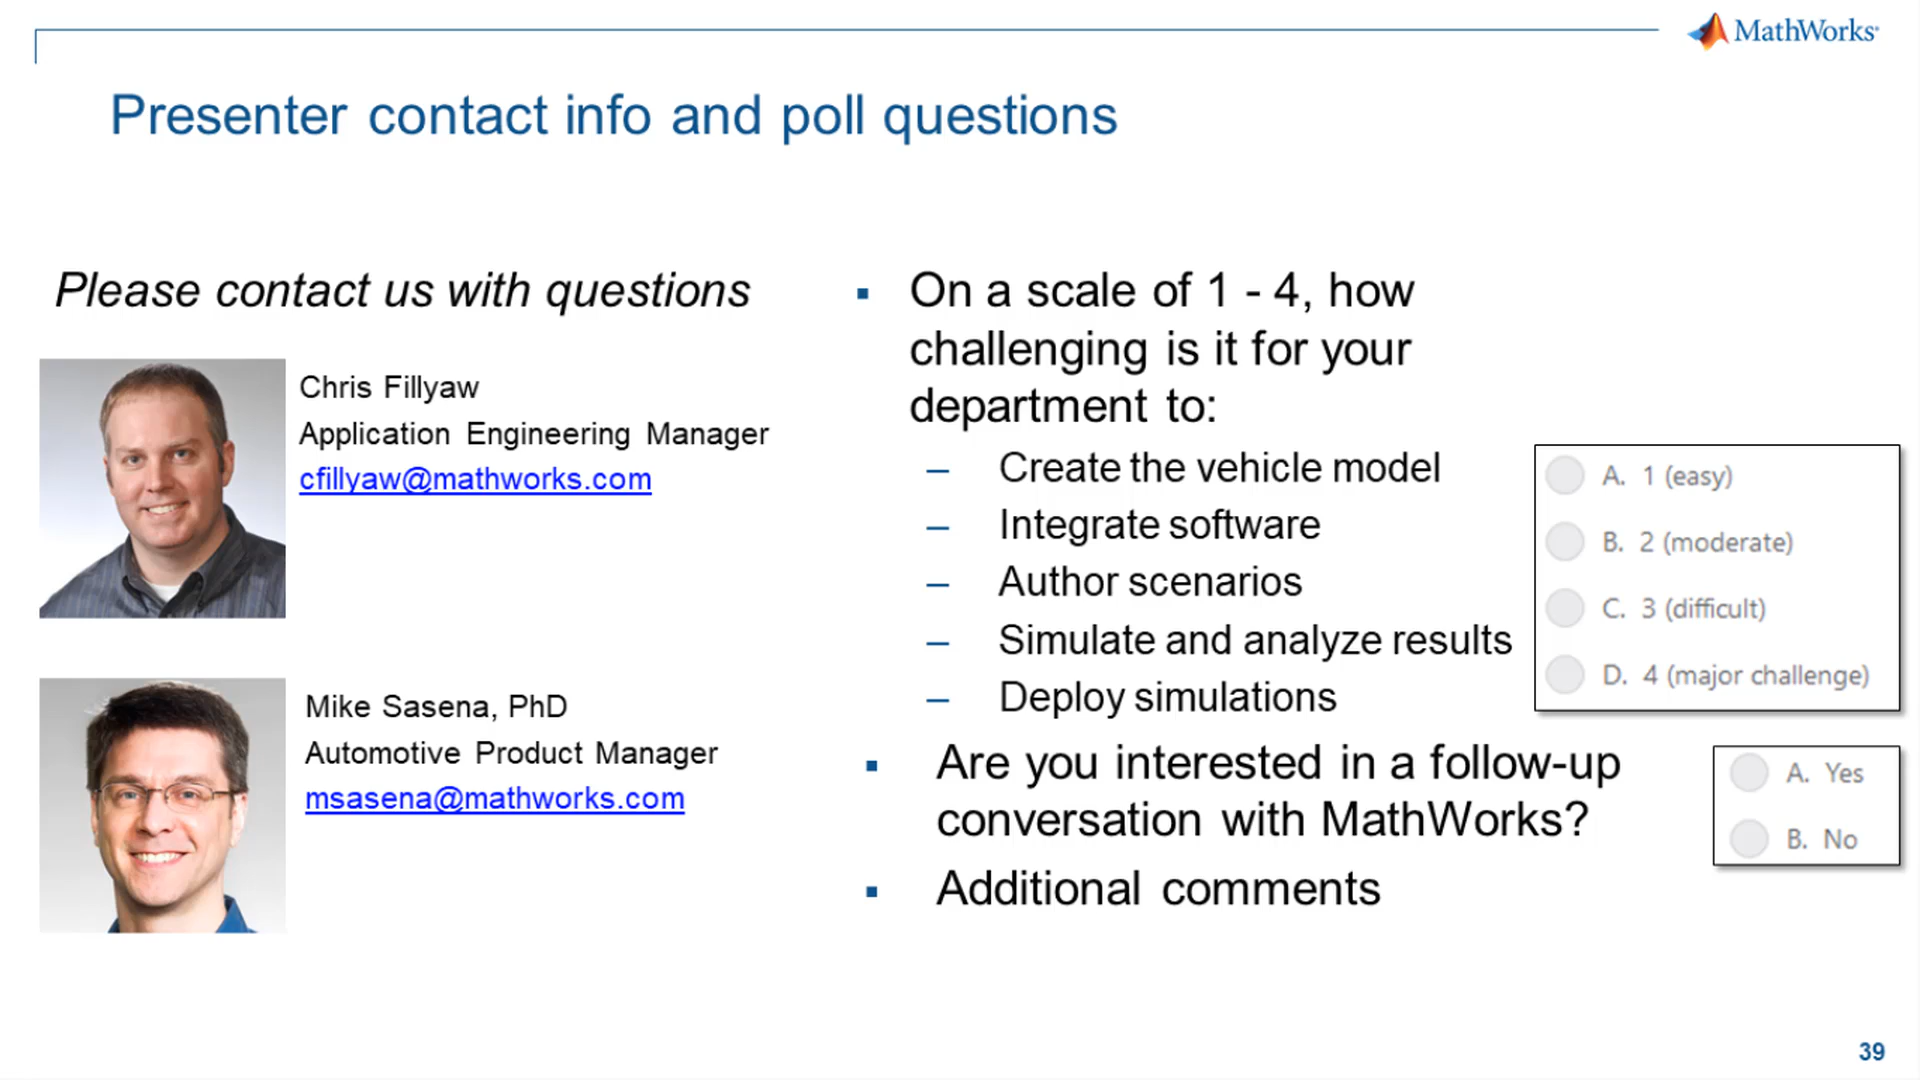 MathWorks®
Presenter contact info and poll questions
Please contact us with questions
Chris Fillyaw
Application Engineering Manager
cfillyaw@mathworks.com
Mike Sasena, PhD
Automotive Product Manager
msasena@mathworks.com
▪ On a scale of 1 - 4, how
challenging is it for your
department to:
– Create the vehicle model
– Integrate software
– Author scenarios
– Simulate and analyze results
– Deploy simulations
A. 1 (easy)
B. 2 (moderate)
C. 3 (difficult)
D. 4 (major challenge)
▪ Are you interested in a follow-up
conversation with MathWorks?
A. Yes
B. No
▪ Additional comments
39